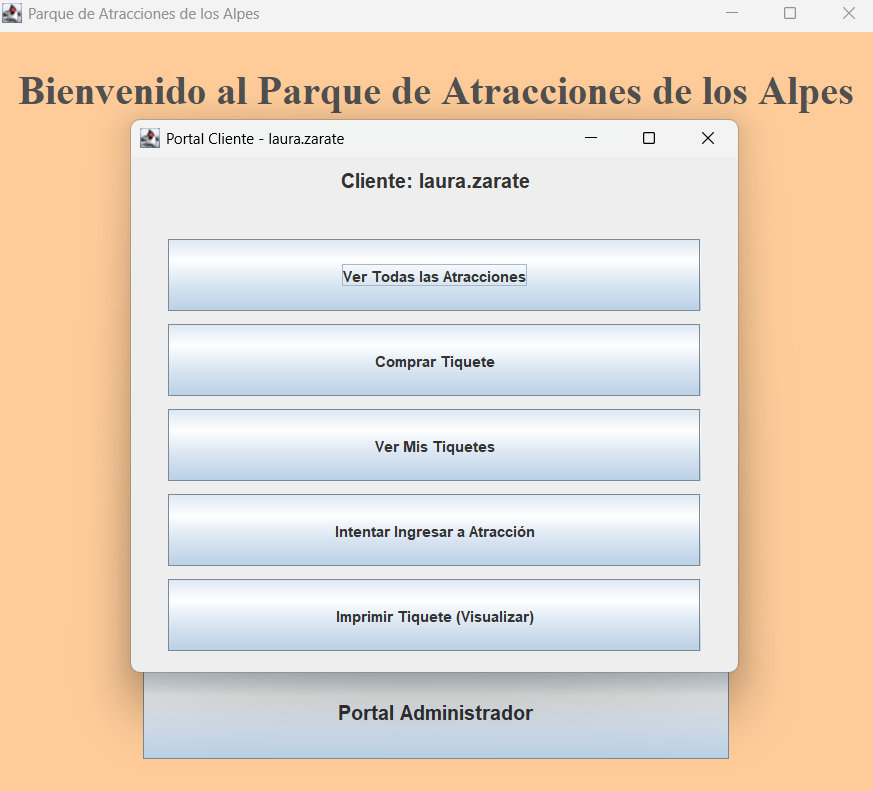 Parque de Atracciones de los Alpes
Bienvenido al Parque de Atracciones de los Alpes
Portal Cliente - laura.zarate
Cliente: laura.zarate
Ver Todas las Atracciones
Comprar Tiquete
Ver Mis Tiquetes
Intentar Ingresar a Atracción
Imprimir Tiquete (Visualizar)
Portal Administrador